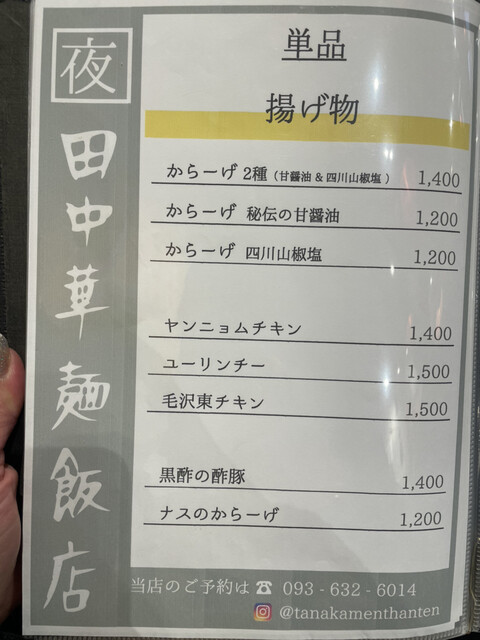 夜
田中華麺飯店
単品
揚げ物
からーげ 2種（甘醤油 & 四川山椒塩） 1,400
からーげ 秘伝の甘醤油 1,200
からーげ 四川山椒塩 1,200
ヤンニョムチキン 1,400
ユーリンチー 1,500
毛沢東チキン 1,500
黒酢の酢豚 1,400
ナスのからーげ 1,200
当店のご予約は ☎ 093 - 632 - 6014
@tanakamenthanten